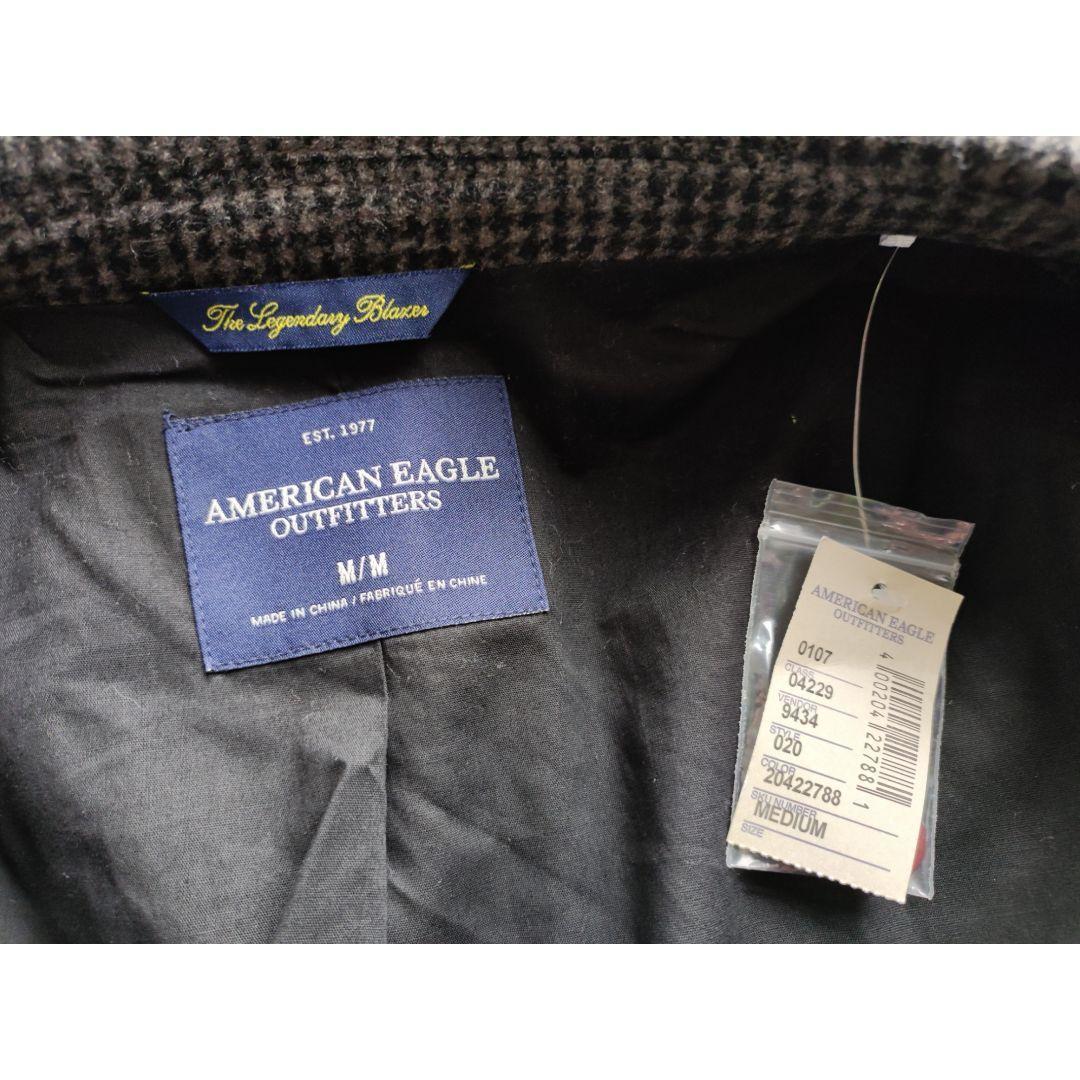 The Legendary Blazer
EST. 1977
AMERICAN EAGLE
OUTFITTERS
M/M
MADE IN CHINA / FABRIQUÉ EN CHINE
AMERICAN EAGLE
OUTFITTERS
0107
CLASS
04229
VENDOR
9434
STYLE
020
COLOR
20422788
SKU NUMBER
MEDIUM
SIZE
4 00204 22788 1